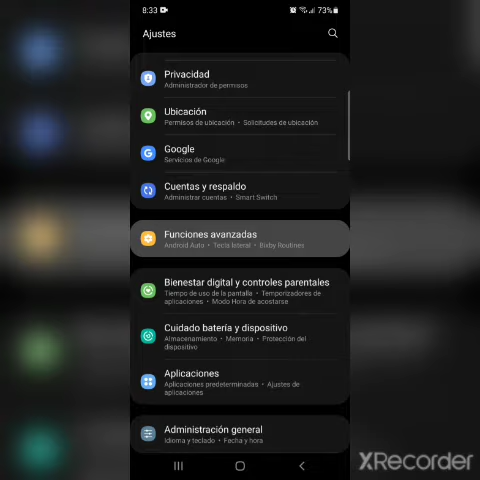 8:33 73%
Ajustes
Privacidad
Administrador de permisos
Ubicación
Permisos de ubicación • Solicitudes de ubicación
Google
Servicios de Google
Cuentas y respaldo
Administrar cuentas • Smart Switch
Funciones avanzadas
Android Auto • Tecla lateral • Bixby Routines
Bienestar digital y controles parentales
Tiempo de uso de la pantalla • Temporizadores de
aplicaciones • Modo Hora de acostarse
Cuidado batería y dispositivo
Almacenamiento • Memoria • Protección del
dispositivo
Aplicaciones
Aplicaciones predeterminadas • Ajustes de
aplicaciones
Administración general
Idioma y teclado • Fecha y hora
XRecorder